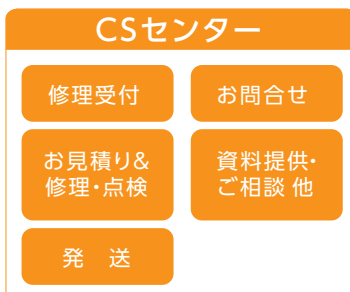 CSセンター
修理受付
お問合せ
お見積り&
修理・点検
資料提供・
ご相談 他
発　送